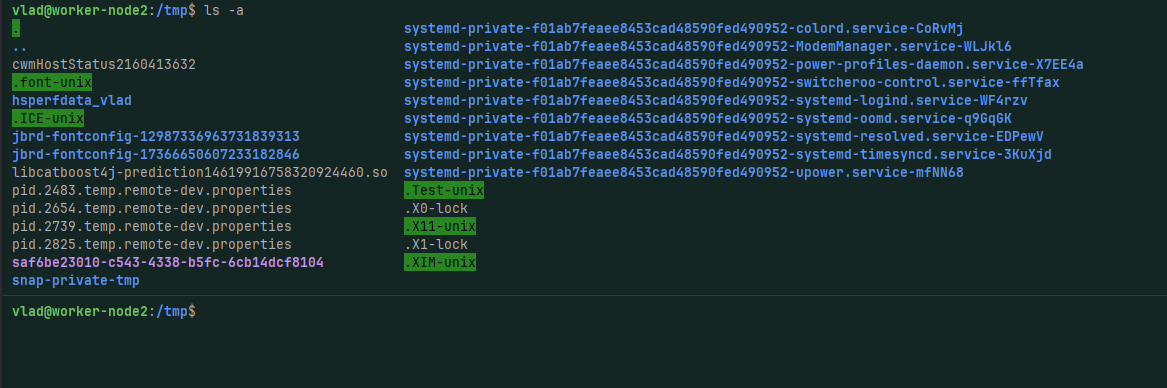 vlad@worker-node2:/tmp$ ls -a
.                                                systemd-private-f01ab7feaee8453cad48590fed490952-colord.service-CoRvMj
..                                               systemd-private-f01ab7feaee8453cad48590fed490952-ModemManager.service-WLJkl6
cwmHostStatus2160413632                          systemd-private-f01ab7feaee8453cad48590fed490952-power-profiles-daemon.service-X7EE4a
.font-unix                                       systemd-private-f01ab7feaee8453cad48590fed490952-switcheroo-control.service-ffTfax
hsperfdata_vlad                                  systemd-private-f01ab7feaee8453cad48590fed490952-systemd-logind.service-WF4rzv
.ICE-unix                                        systemd-private-f01ab7feaee8453cad48590fed490952-systemd-oomd.service-q9GqGK
jbrd-fontconfig-12987336963731839313             systemd-private-f01ab7feaee8453cad48590fed490952-systemd-resolved.service-EDPewV
jbrd-fontconfig-17366650607233182846             systemd-private-f01ab7feaee8453cad48590fed490952-systemd-timesyncd.service-3KuXjd
libcatboost4j-prediction14619916758320924460.so  systemd-private-f01ab7feaee8453cad48590fed490952-upower.service-mfNN68
pid.2483.temp.remote-dev.properties              .Test-unix
pid.2654.temp.remote-dev.properties              .X0-lock
pid.2739.temp.remote-dev.properties              .X11-unix
pid.2825.temp.remote-dev.properties              .X1-lock
saf6be23010-c543-4338-b5fc-6cb14dcf8104          .XIM-unix
snap-private-tmp
vlad@worker-node2:/tmp$